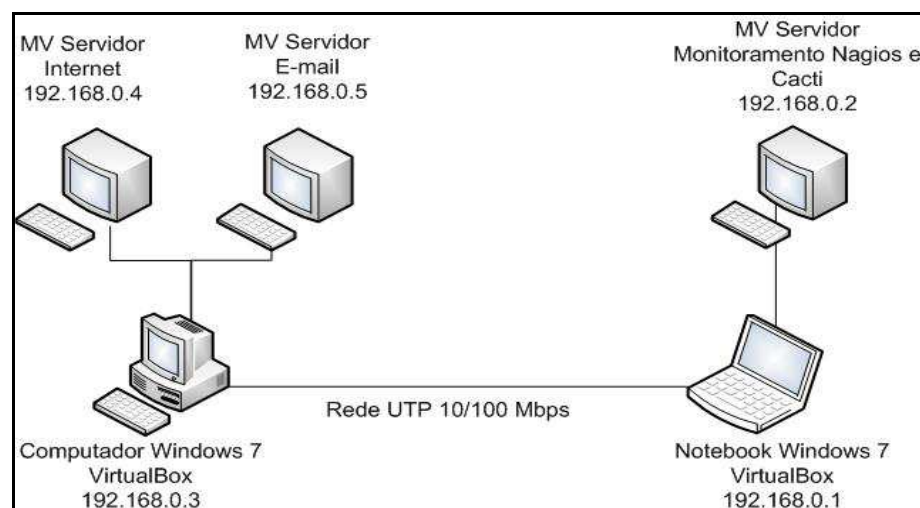 MV Servidor
Internet
192.168.0.4
MV Servidor
E-mail
192.168.0.5
MV Servidor
Monitoramento Nagios e
Cacti
192.168.0.2
Rede UTP 10/100 Mbps
Computador Windows 7
VirtualBox
192.168.0.3
Notebook Windows 7
VirtualBox
192.168.0.1